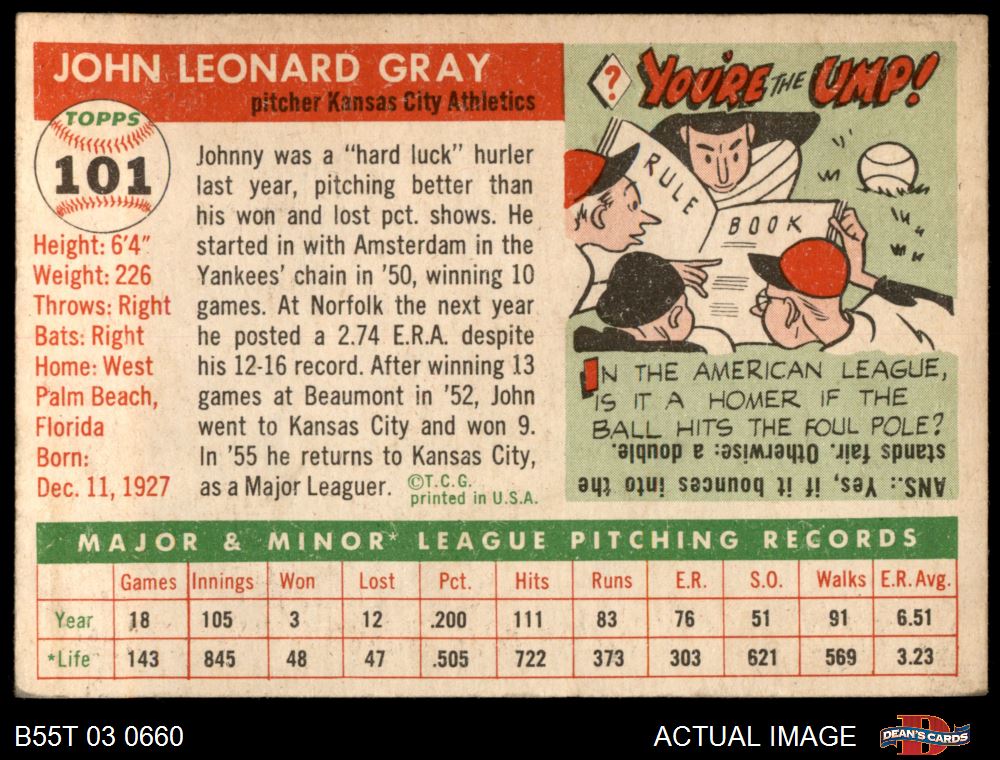 JOHN LEONARD GRAY
pitcher Kansas City Athletics
TOPPS
101
Height: 6'4"
Weight: 226
Throws: Right
Bats: Right
Home: West
Palm Beach,
Florida
Born:
Dec. 11, 1927
Johnny was a "hard luck" hurler
last year, pitching better than
his won and lost pct. shows. He
started in with Amsterdam in the
Yankees' chain in '50, winning 10
games. At Norfolk the next year
he posted a 2.74 E.R.A. despite
his 12-16 record. After winning 13
games at Beaumont in '52, John
went to Kansas City and won 9.
In '55 he returns to Kansas City,
as a Major Leaguer.
©T.C.G.
printed in U.S.A.
? YOU'RE THE UMP!
RULE BOOK
IN THE AMERICAN LEAGUE,
IS IT A HOMER IF THE
BALL HITS THE FOUL POLE?
ANS.: Yes, if it bounces into the
stands fair. Otherwise: a double.
MAJOR & MINOR* LEAGUE PITCHING RECORDS
Games Innings Won Lost Pct. Hits Runs E.R. S.O. Walks E.R. Avg.
Year 18 105 3 12 .200 111 83 76 51 91 6.51
*Life 143 845 48 47 .505 722 373 303 621 569 3.23
B55T 03 0660
ACTUAL IMAGE
D
DEAN'S CARDS